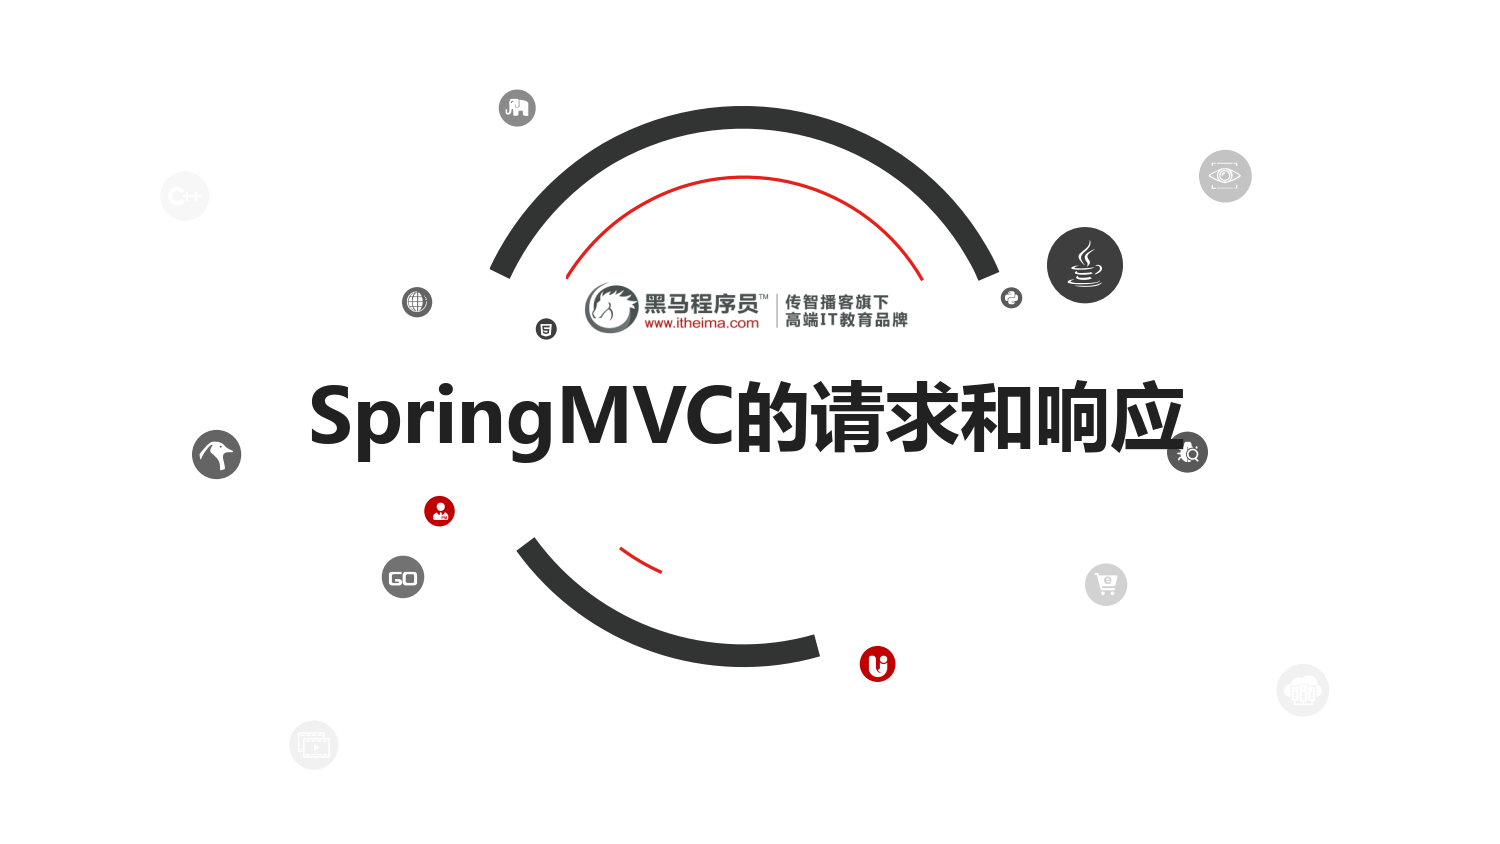 C++
黑马程序员™
www.itheima.com
传智播客旗下
高端IT教育品牌
SpringMVC的请求和响应
GO
e